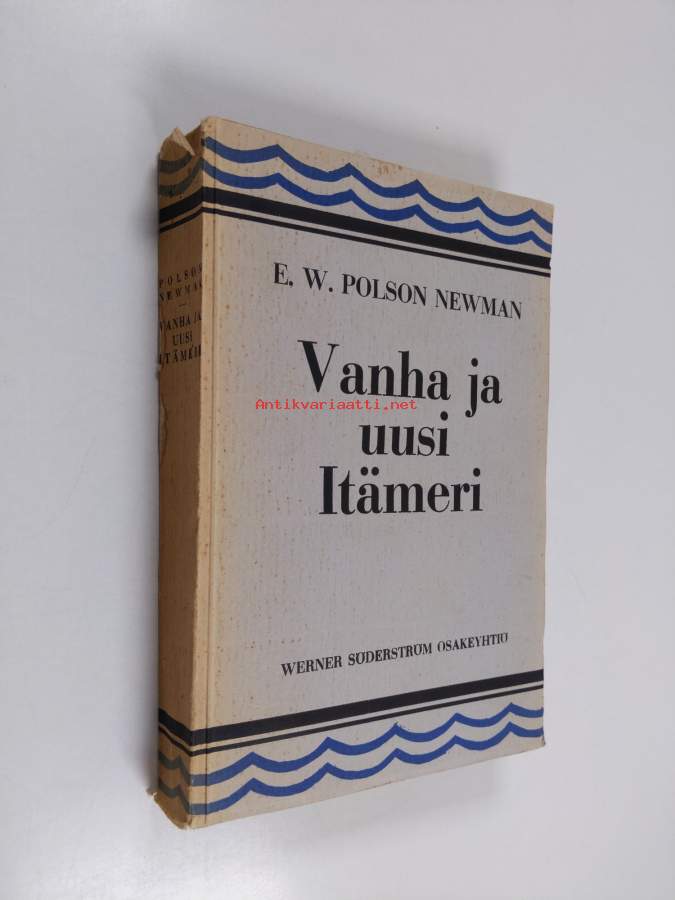 E. W. POLSON NEWMAN
Vanha ja
Antikvariaatti.net
uusi
Itämeri
WERNER SÖDERSTRÖM OSAKEYHTIÖ
POLSON
NEWMAN
VANHA JA
UUSI
ITÄMERI